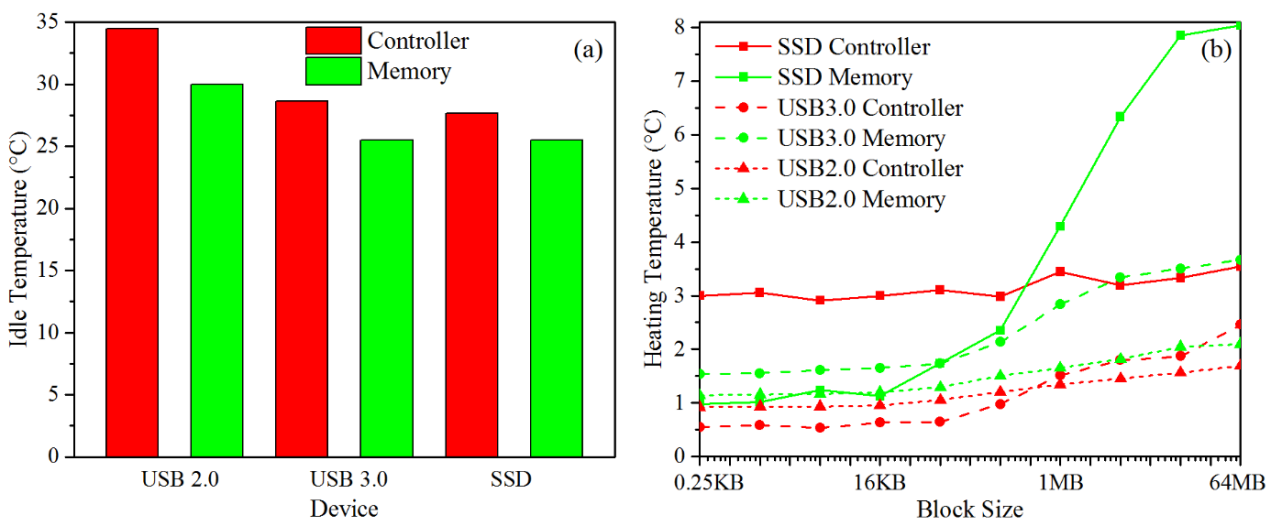 35
30
25
20
15
10
5
0
Idle Temperature (°C)
Controller
Memory
(a)
USB 2.0
USB 3.0
SSD
Device
8
7
6
5
4
3
2
1
0
Heating Temperature (°C)
SSD Controller
SSD Memory
USB3.0 Controller
USB3.0 Memory
USB2.0 Controller
USB2.0 Memory
(b)
0.25KB
16KB
1MB
64MB
Block Size